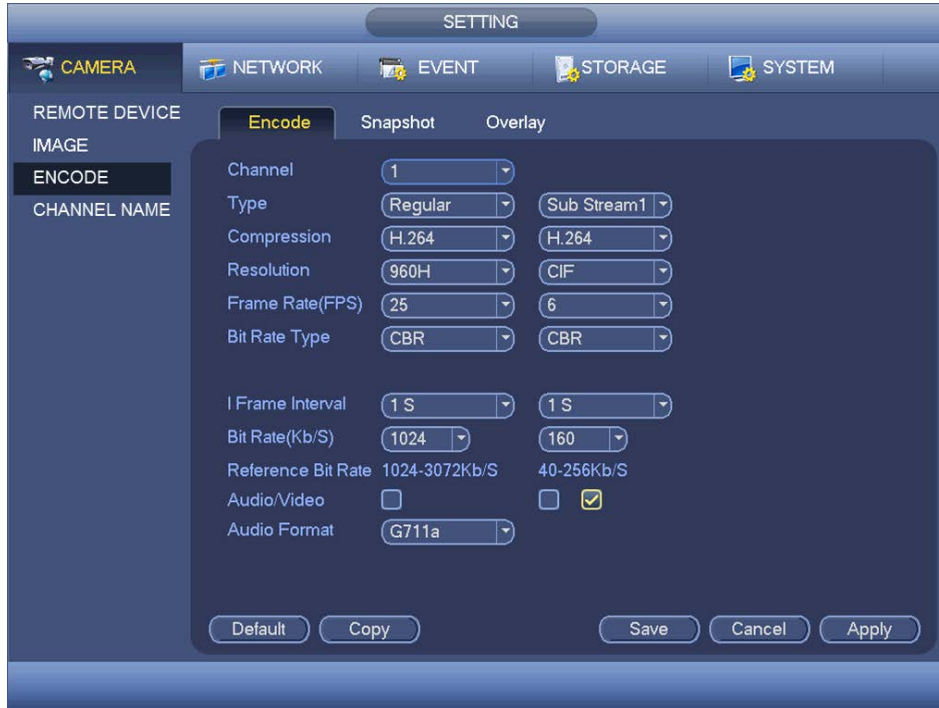 SETTING
CAMERA NETWORK EVENT STORAGE SYSTEM
REMOTE DEVICE
IMAGE
ENCODE
CHANNEL NAME
Encode Snapshot Overlay
Channel 1
Type Regular Sub Stream1
Compression H.264 H.264
Resolution 960H CIF
Frame Rate(FPS) 25 6
Bit Rate Type CBR CBR
I Frame Interval 1 S 1 S
Bit Rate(Kb/S) 1024 160
Reference Bit Rate 1024-3072Kb/S 40-256Kb/S
Audio/Video
Audio Format G711a
Default Copy Save Cancel Apply